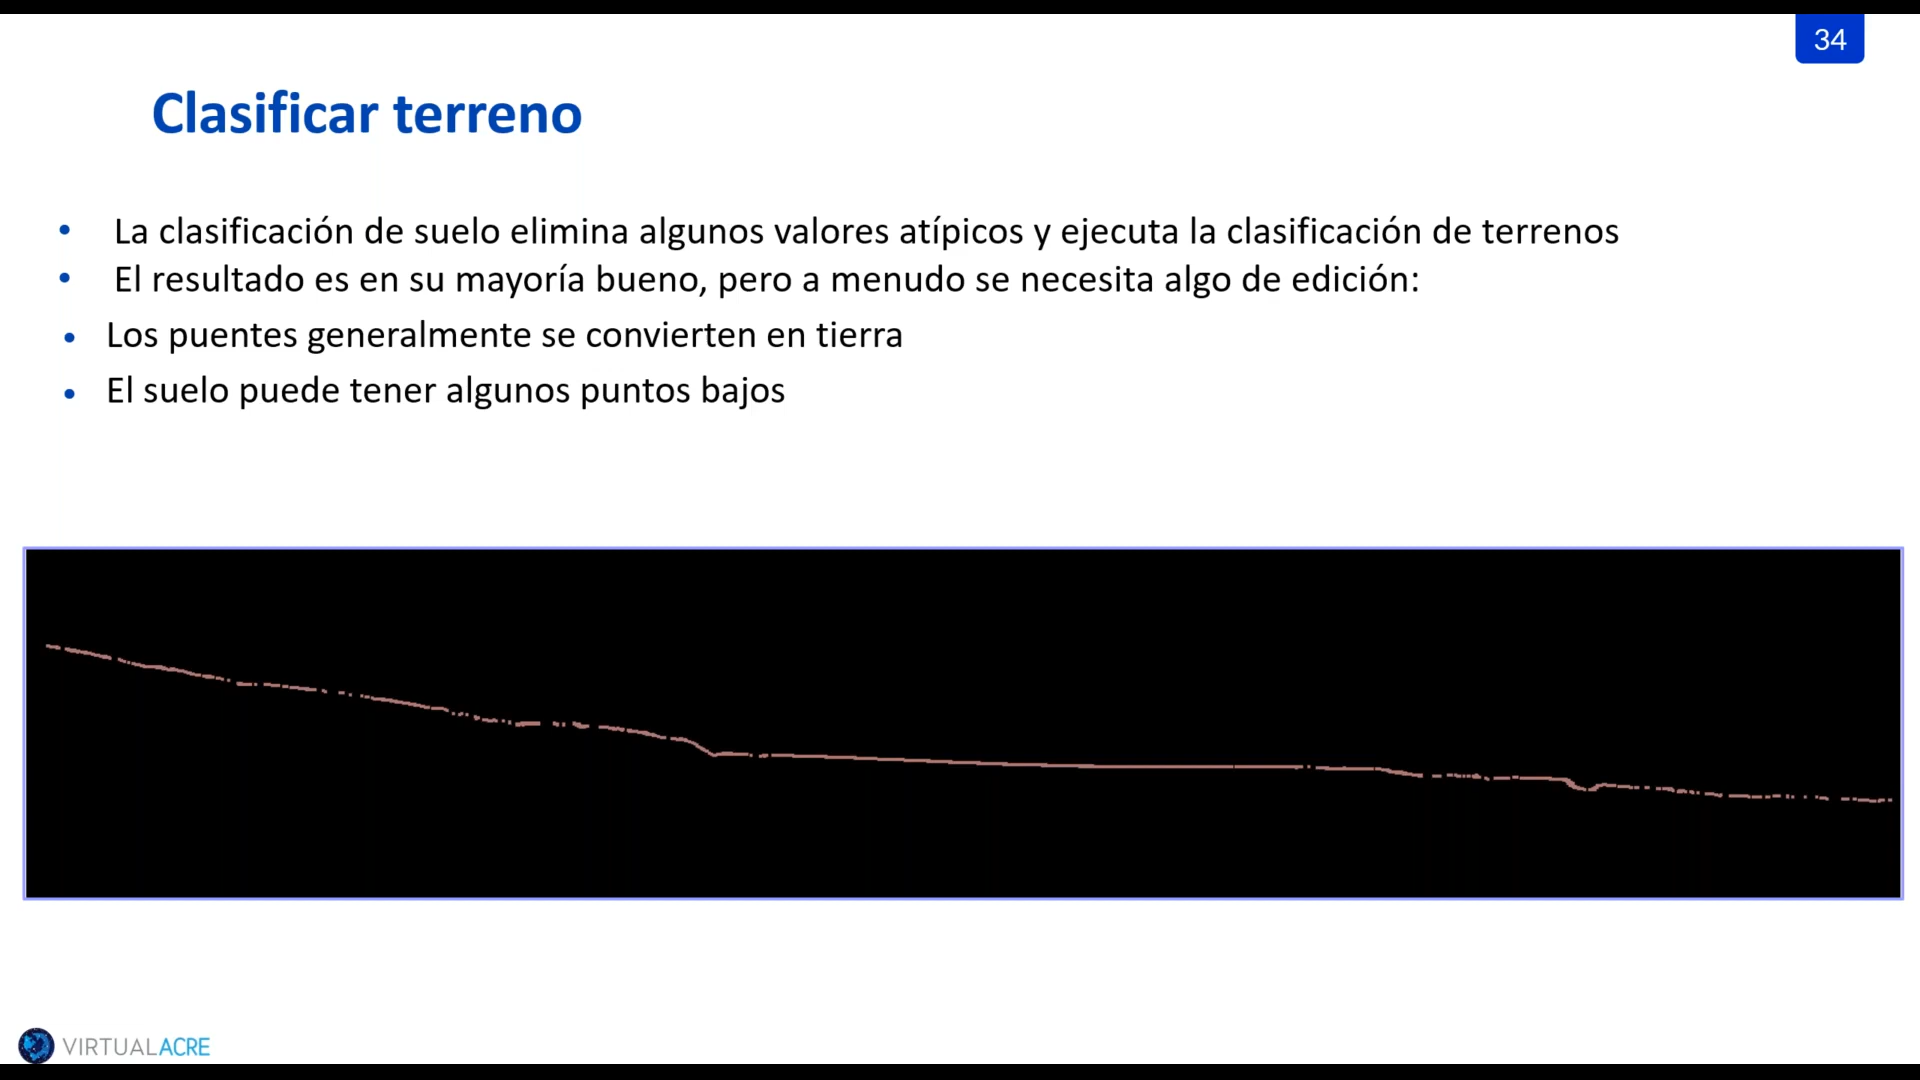 34
Clasificar terreno
• La clasificación de suelo elimina algunos valores atípicos y ejecuta la clasificación de terrenos
• El resultado es en su mayoría bueno, pero a menudo se necesita algo de edición:
• Los puentes generalmente se convierten en tierra
• El suelo puede tener algunos puntos bajos
VIRTUALACRE